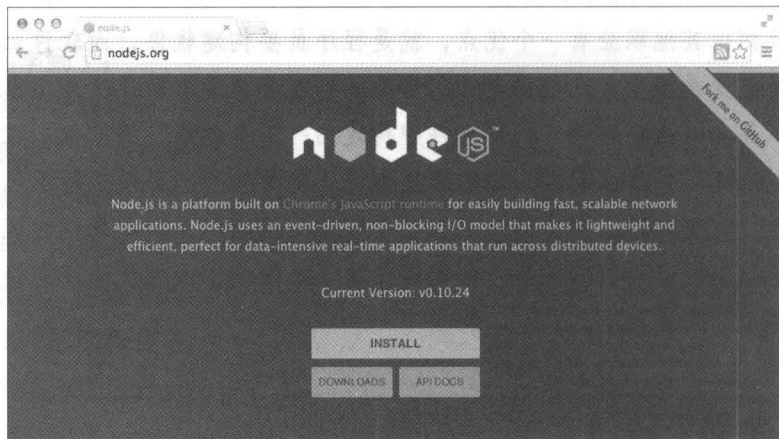 node.js
nodejs.org
Fork me on GitHub
node JS™
Node.js is a platform built on Chrome's JavaScript runtime for easily building fast, scalable network
applications. Node.js uses an event-driven, non-blocking I/O model that makes it lightweight and
efficient, perfect for data-intensive real-time applications that run across distributed devices.
Current Version: v0.10.24
INSTALL
DOWNLOADS API DOCS